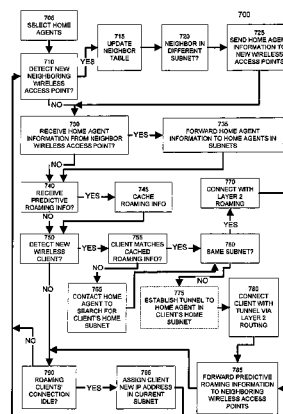 700
705
SELECT HOME
AGENTS
710
DETECT NEW
NEIGHBORING
WIRELESS
ACCESS POINT?
YES
715
UPDATE
NEIGHBOR
TABLE
720
NEIGHBOR IN
DIFFERENT
SUBNET?
725
SEND HOME AGENT
INFORMATION TO
NEW WIRELESS
ACCESS POINTS
NO
730
RECEIVE HOME AGENT
INFORMATION FROM NEIGHBOR
WIRELESS ACCESS POINT?
YES
735
FORWARD HOME AGENT
INFORMATION TO HOME AGENTS IN
SUBNETS
NO
740
RECEIVE
PREDICTIVE
ROAMING INFO?
YES
745
CACHE
ROAMING INFO
770
CONNECT WITH
LAYER 2
ROAMING
NO
YES
750
DETECT NEW
WIRELESS
CLIENT?
YES
755
CLIENT MATCHES
CACHED
ROAMING INFO?
YES
760
SAME SUBNET?
NO
NO
NO
765
CONTACT HOME
AGENT TO
SEARCH FOR
CLIENT'S HOME
SUBNET
775
ESTABLISH TUNNEL TO
HOME AGENT IN
CLIENT'S HOME
SUBNET
780
CONNECT
CLIENT WITH
TUNNEL VIA
LAYER 2
ROUTING
NO
790
ROAMING
CLIENTS'
CONNECTION
IDLE?
YES
ASSIGN CLIENT
NEW IP ADDRESS
IN CURRENT
SUBNET
785
FORWARD PREDICTIVE
ROAMING INFORMATION
TO NEIGHBORING
WIRELESS ACCESS
POINTS